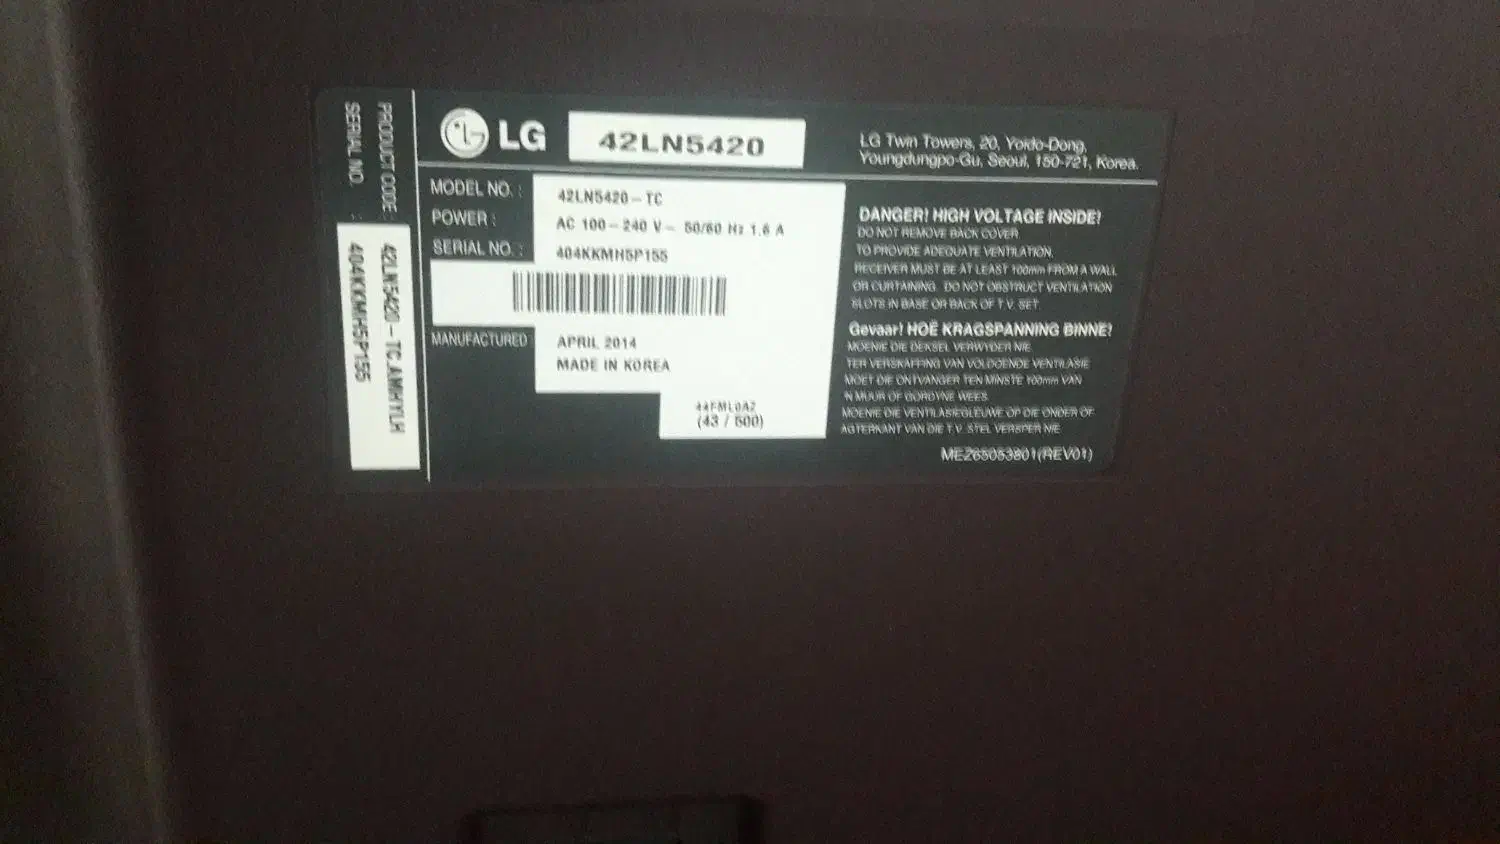 LG 42LN5420
LG Twin Towers, 20, Yoido-Dong,
Youngdungpo-Gu, Seoul, 150-721, Korea.
MODEL NO. : 42LN5420-TC
POWER : AC 100-240 V~ 50/60 Hz 1.6 A
SERIAL NO. : 404KKMH5P155
MANUFACTURED APRIL 2014
MADE IN KOREA
44FML0AZ
(43 / 500)
DANGER! HIGH VOLTAGE INSIDE!
DO NOT REMOVE BACK COVER.
TO PROVIDE ADEQUATE VENTILATION,
RECEIVER MUST BE AT LEAST 100mm FROM A WALL
OR CURTAINING. DO NOT OBSTRUCT VENTILATION
SLOTS IN BASE OR BACK OF T.V. SET.
Gevaar! HOË KRAGSPANNING BINNE!
MOENIE DIE DEKSEL VERWYDER NIE.
TER VERSKAFFING VAN VOLDOENDE VENTILASIE
MOET DIE ONTVANGER TEN MINSTE 100mm VAN
'N MUUR OF GORDYNE WEES.
MOENIE DIE VENTILASIEGLEUWE OP DIE ONDER OF
AGTERKANT VAN DIE T.V. STEL VERSPER NIE.
MEZ65053801(REV01)
PRODUCT CODE : 42LN5420-TC.AMHYLH
SERIAL NO. : 404KKMH5P155